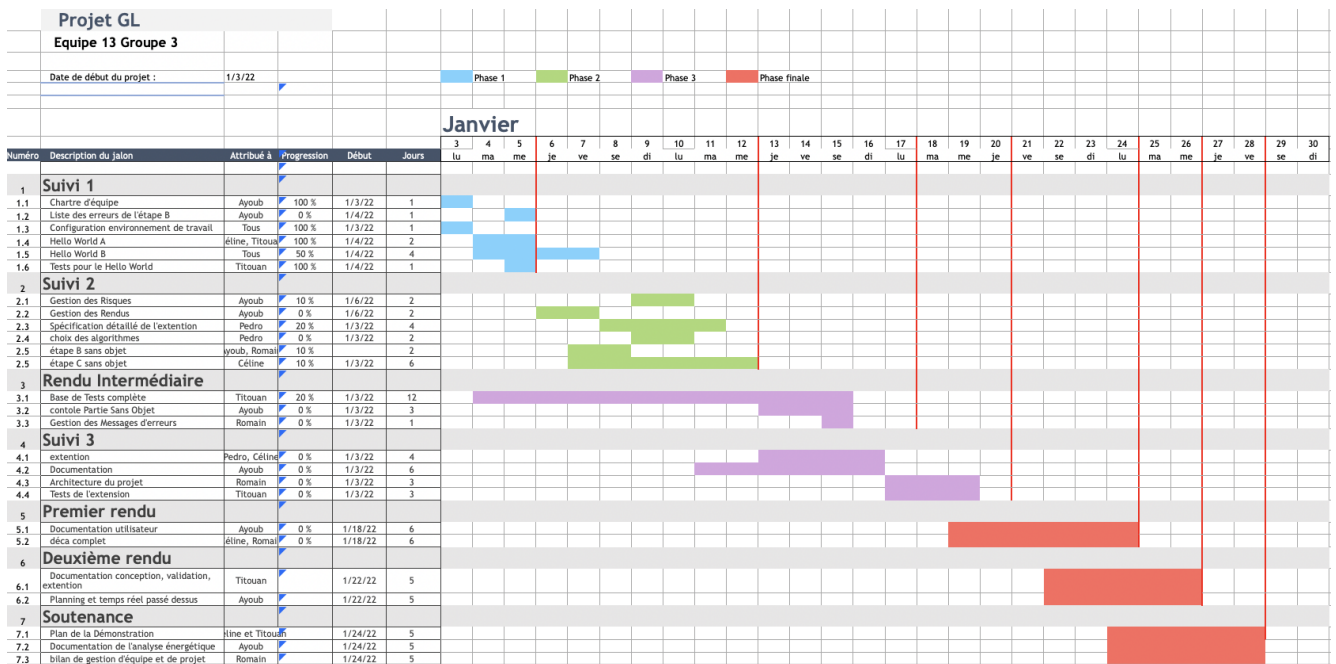 Projet GL
Equipe 13 Groupe 3
Date de début du projet : 1/3/22 Phase 1 Phase 2 Phase 3 Phase finale
Janvier
3 4 5 6 7 8 9 10 11 12 13 14 15 16 17 18 19 20 21 22 23 24 25 26 27 28 29 30
Numéro Description du jalon Attribué à Progression Début Jours lu ma me je ve se di lu ma me je ve se di lu ma me je ve se di lu ma me je ve se di
1 Suivi 1
1.1 Chartre d'équipe Ayoub 100 % 1/3/22 1
1.2 Liste des erreurs de l'étape B Ayoub 0 % 1/4/22 1
1.3 Configuration environnement de travail Tous 100 % 1/3/22 1
1.4 Hello World A éline, Titoua 100 % 1/4/22 2
1.5 Hello World B Tous 50 % 1/4/22 4
1.6 Tests pour le Hello World Titouan 100 % 1/4/22 1
2 Suivi 2
2.1 Gestion des Risques Ayoub 10 % 1/6/22 2
2.2 Gestion des Rendus Ayoub 0 % 1/6/22 2
2.3 Spécification détaillé de l'extention Pedro 20 % 1/3/22 4
2.4 choix des algorithmes Pedro 0 % 1/3/22 2
2.5 étape B sans objet youb, Romai 10 % 2
2.5 étape C sans objet Céline 10 % 1/3/22 6
3 Rendu Intermédiaire
3.1 Base de Tests complète Titouan 20 % 1/3/22 12
3.2 contole Partie Sans Objet Ayoub 0 % 1/3/22 3
3.3 Gestion des Messages d'erreurs Romain 0 % 1/3/22 1
4 Suivi 3
4.1 extention Pedro, Céline 0 % 1/3/22 4
4.2 Documentation Ayoub 0 % 1/3/22 6
4.3 Architecture du projet Romain 0 % 1/3/22 3
4.4 Tests de l'extension Titouan 0 % 1/3/22 3
5 Premier rendu
5.1 Documentation utilisateur Ayoub 0 % 1/18/22 6
5.2 déca complet éline, Romai 0 % 1/18/22 6
6 Deuxième rendu
Documentation conception, validation,
6.1 extention Titouan 1/22/22 5
6.2 Planning et temps réel passé dessus Ayoub 1/22/22 5
7 Soutenance
7.1 Plan de la Démonstration line et Titouan 1/24/22 5
7.2 Documentation de l'analyse énergétique Ayoub 1/24/22 5
7.3 bilan de gestion d'équipe et de projet Romain 1/24/22 5